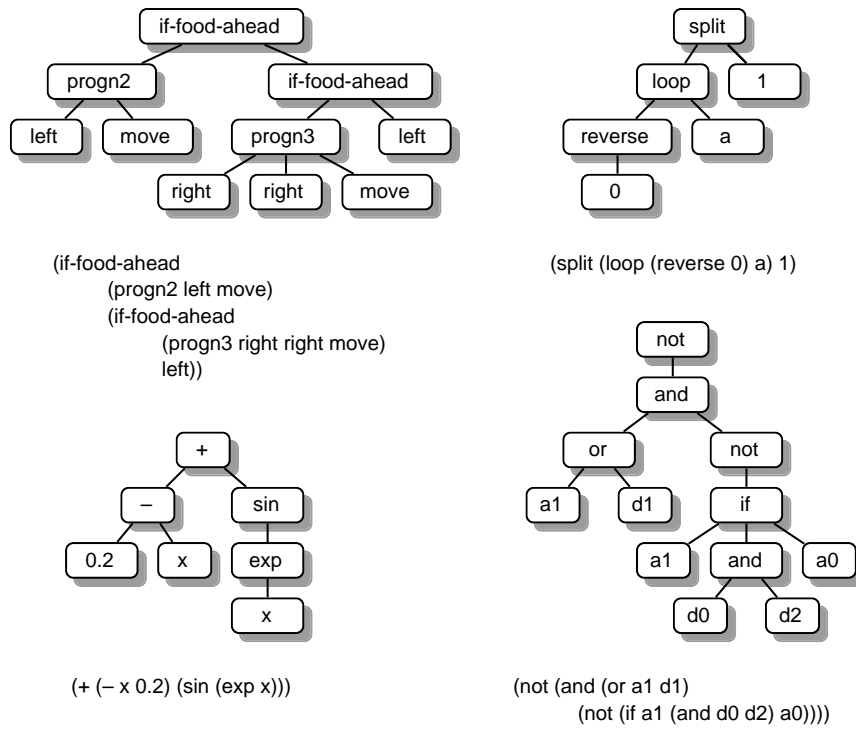 if-food-ahead
progn2 if-food-ahead
left move progn3 left
right right move
(if-food-ahead
(progn2 left move)
(if-food-ahead
(progn3 right right move)
left))
split
loop 1
reverse a
0
(split (loop (reverse 0) a) 1)
+
– sin
0.2 x exp
x
(+ (– x 0.2) (sin (exp x)))
not
and
or not
a1 d1 if
a1 and a0
d0 d2
(not (and (or a1 d1)
(not (if a1 (and d0 d2) a0))))